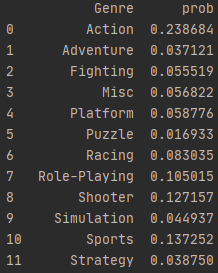 Genre prob
0 Action 0.238684
1 Adventure 0.037121
2 Fighting 0.055519
3 Misc 0.056822
4 Platform 0.058776
5 Puzzle 0.016933
6 Racing 0.083035
7 Role-Playing 0.105015
8 Shooter 0.127157
9 Simulation 0.044937
10 Sports 0.137252
11 Strategy 0.038750